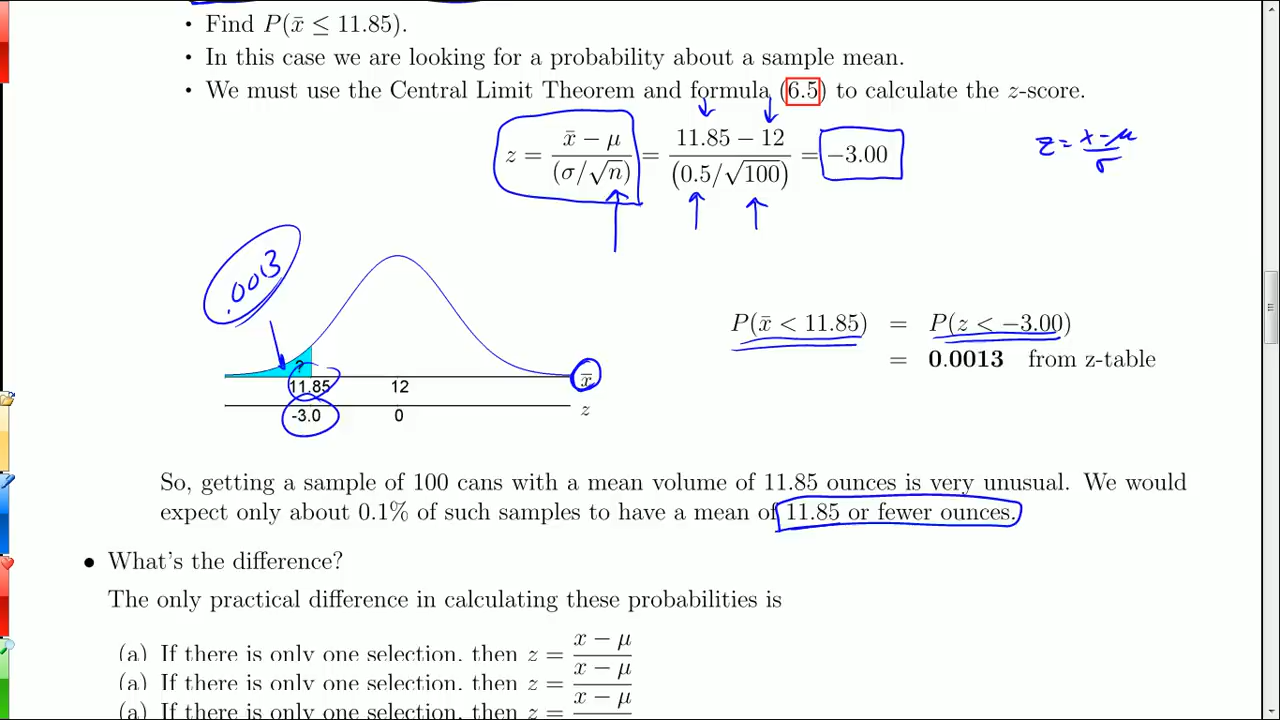 • Find P(x̄ ≤ 11.85).
• In this case we are looking for a probability about a sample mean.
• We must use the Central Limit Theorem and formula (6.5) to calculate the z-score.
z = (x̄ − μ)/(σ/√n) = (11.85 − 12)/(0.5/√100) = −3.00
z = (x−μ)/σ
.0013
?
11.85 12 x̄
-3.0 0 z
P(x̄ < 11.85) = P(z < −3.00)
= 0.0013 from z-table
So, getting a sample of 100 cans with a mean volume of 11.85 ounces is very unusual. We would
expect only about 0.1% of such samples to have a mean of 11.85 or fewer ounces.
• What's the difference?
The only practical difference in calculating these probabilities is
(a) If there is only one selection, then z = x − μ
(a) If there is only one selection, then z = x − μ
(a) If there is only one selection, then z = x − μ